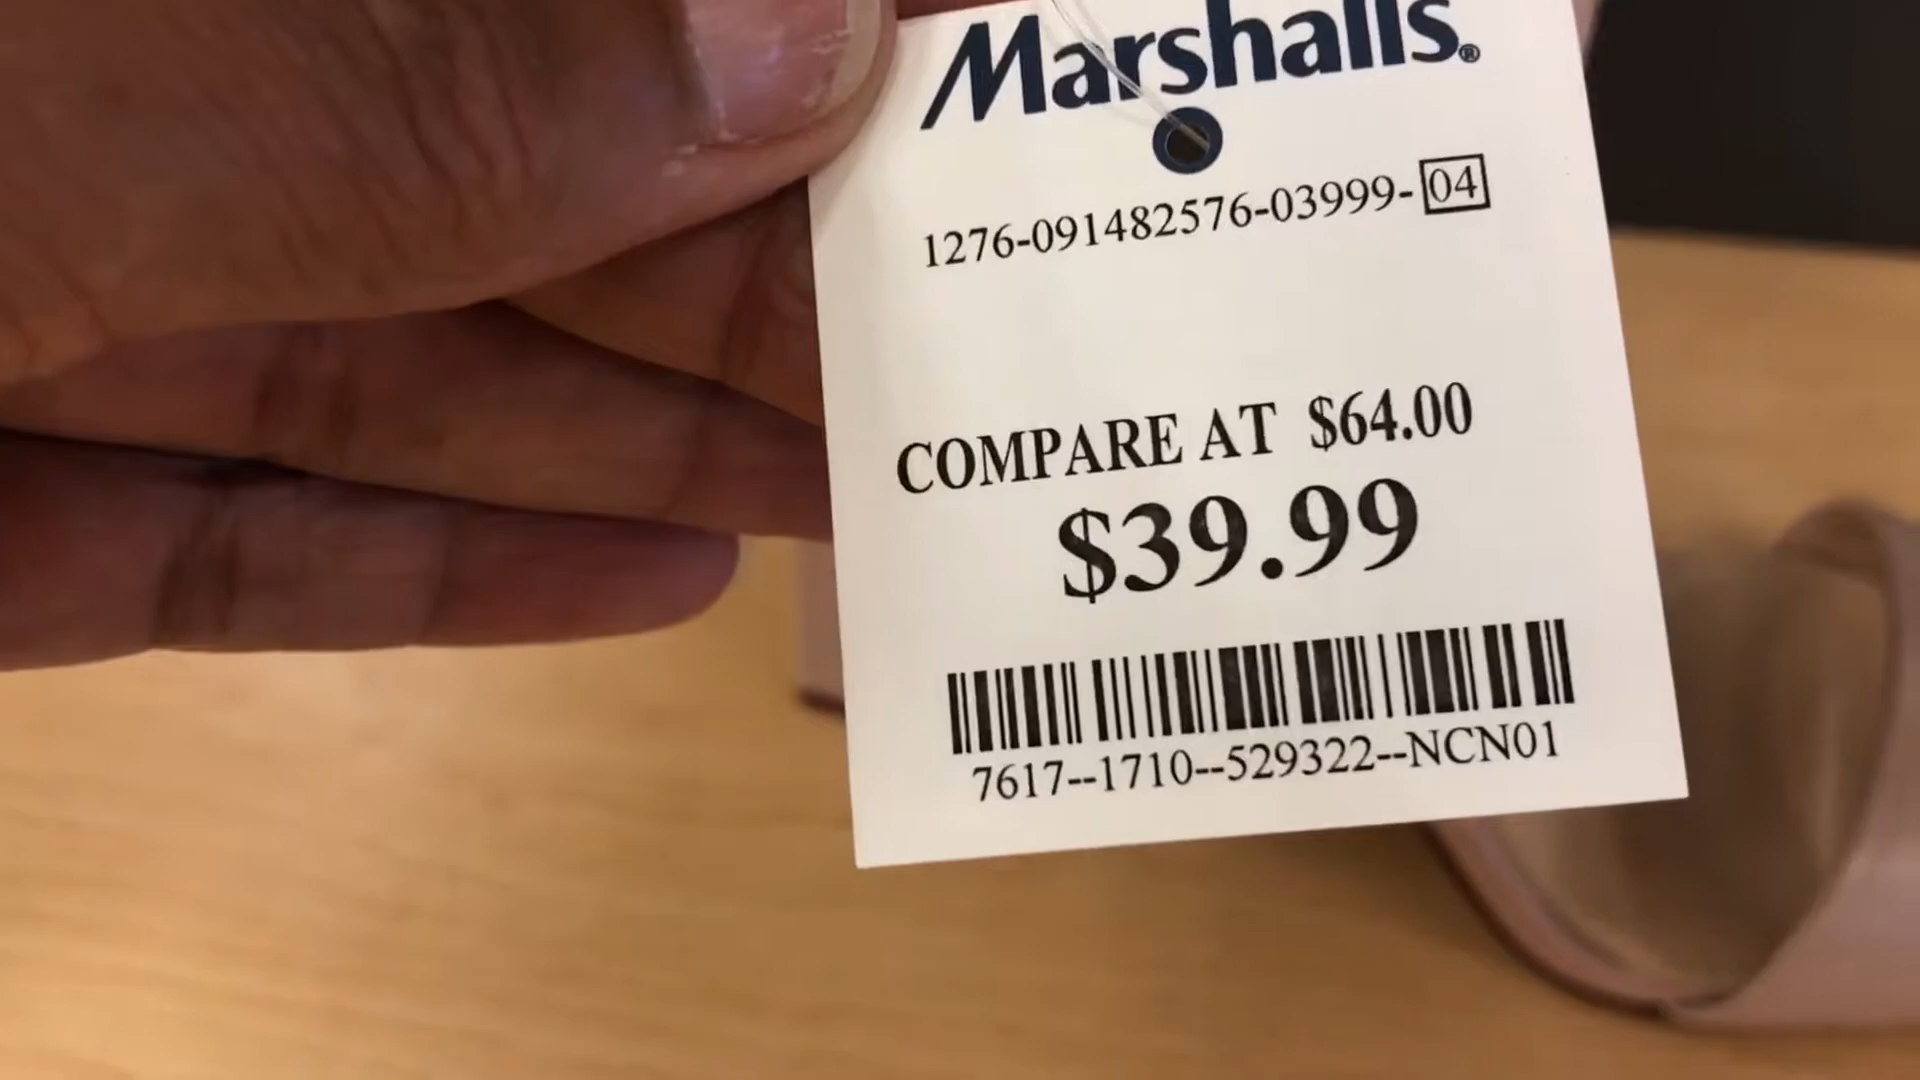 Marshalls®
1276-091482576-03999-04
COMPARE AT $64.00
$39.99
7617--1710--529322--NCN01